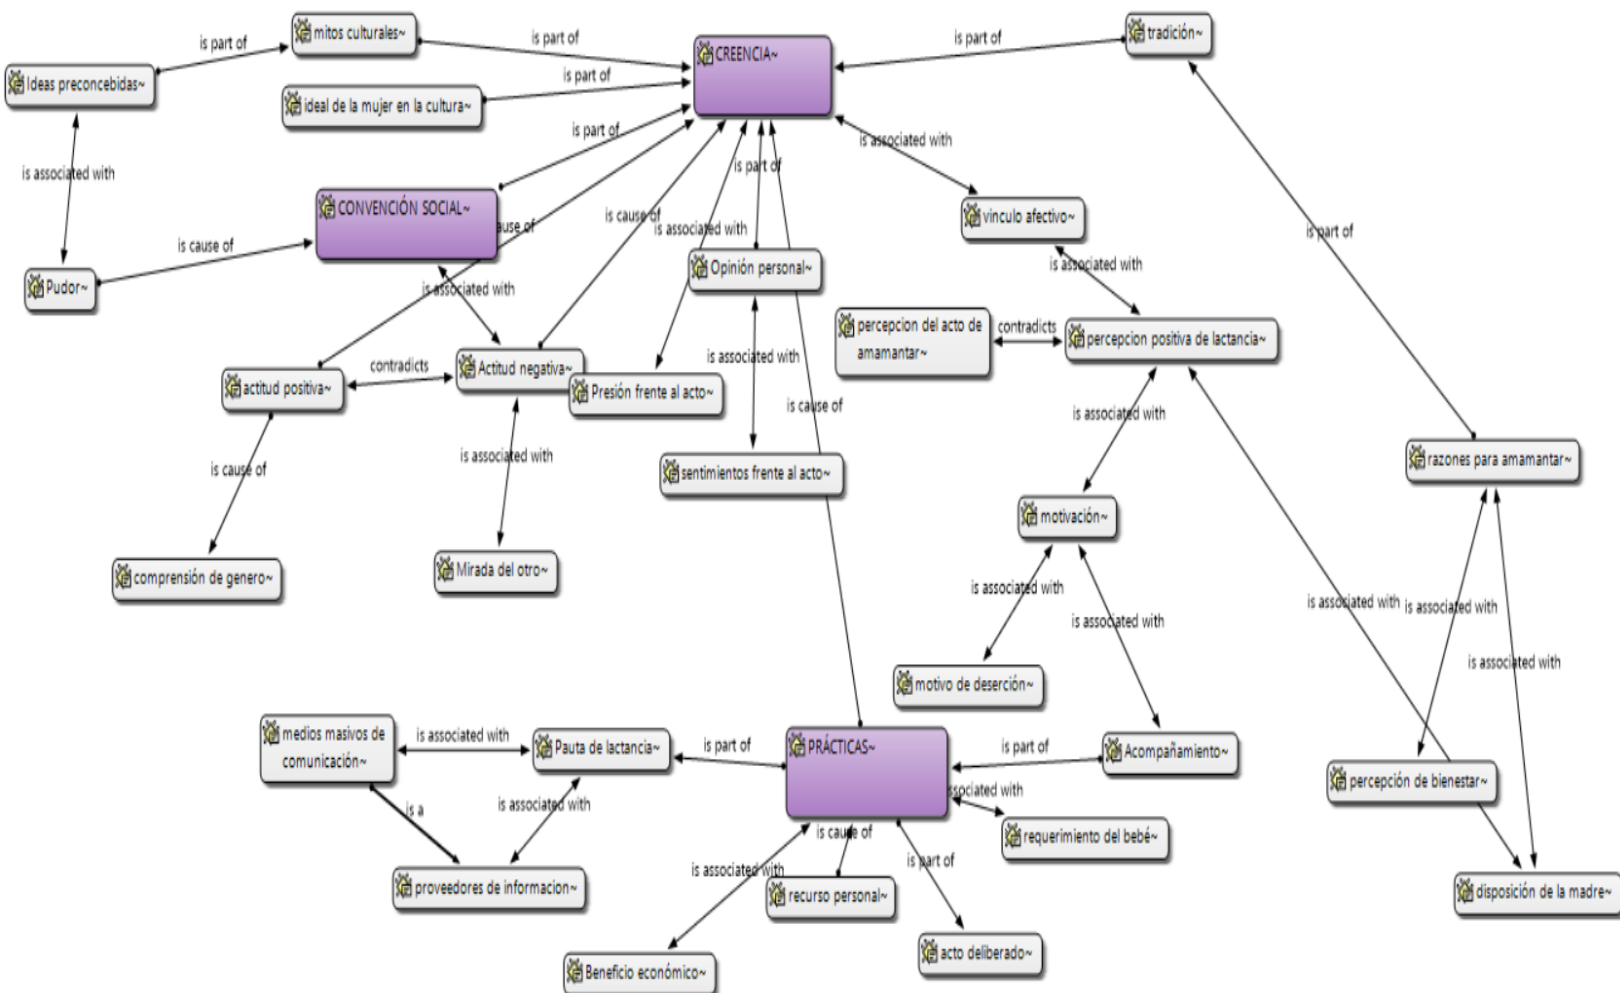 mitos culturales~
is part of
is part of
Ideas preconcebidas~
CREENCIA~
is part of
tradición~
is part of
ideal de la mujer en la cultura~
is part of
is associated with
is part of
is associated with
CONVENCIÓN SOCIAL~
vinculo afectivo~
is cause of
ause of
is cause of
is associated with
is part of
Pudor~
is associated with
Opinión personal~
is associated with
percepcion del acto de
amamantar~
contradicts
percepcion positiva de lactancia~
actitud positiva~
contradicts
Actitud negativa~
is associated with
Presión frente al acto~
is cause of
is associated with
is cause of
is associated with
sentimientos frente al acto~
razones para amamantar~
motivación~
comprensión de genero~
Mirada del otro~
is associated with
is associated with
is associated with
is associated with
is associated with
motivo de deserción~
medios masivos de
comunicación~
is associated with
Pauta de lactancia~
is part of
PRÁCTICAS~
is part of
Acompañamiento~
percepción de bienestar~
is a
is associated with
ssociated with
is cause of
requerimiento del bebé~
is associated with
is part of
proveedores de informacion~
recurso personal~
disposición de la madre~
Beneficio económico~
acto deliberado~